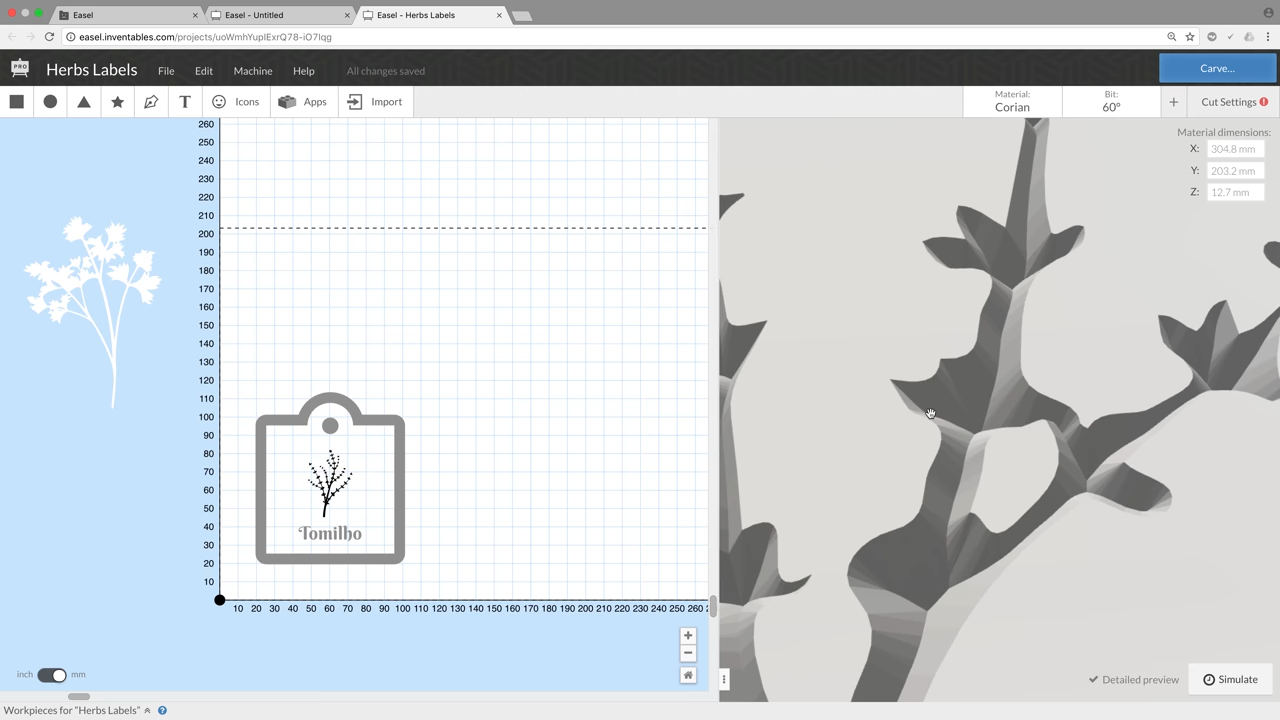 Easel
Easel - Untitled
Easel - Herbs Labels
easel.inventables.com/projects/uoWmhYupIExrQ78-iO7Iqg
PRO
Herbs Labels
File
Edit
Machine
Help
All changes saved
Carve...
T
Icons
Apps
Import
Material:
Corian
Bit:
60°
+
Cut Settings
Material dimensions:
X: 304.8 mm
Y: 203.2 mm
Z: 12.7 mm
260
250
240
230
220
210
200
190
180
170
160
150
140
130
120
110
100
90
80
70
60
50
40
30
20
10
Tomilho
10 20 30 40 50 60 70 80 90 100 110 120 130 140 150 160 170 180 190 200 210 220 230 240 250 260
inch mm
Detailed preview
Simulate
Workpieces for "Herbs Labels"